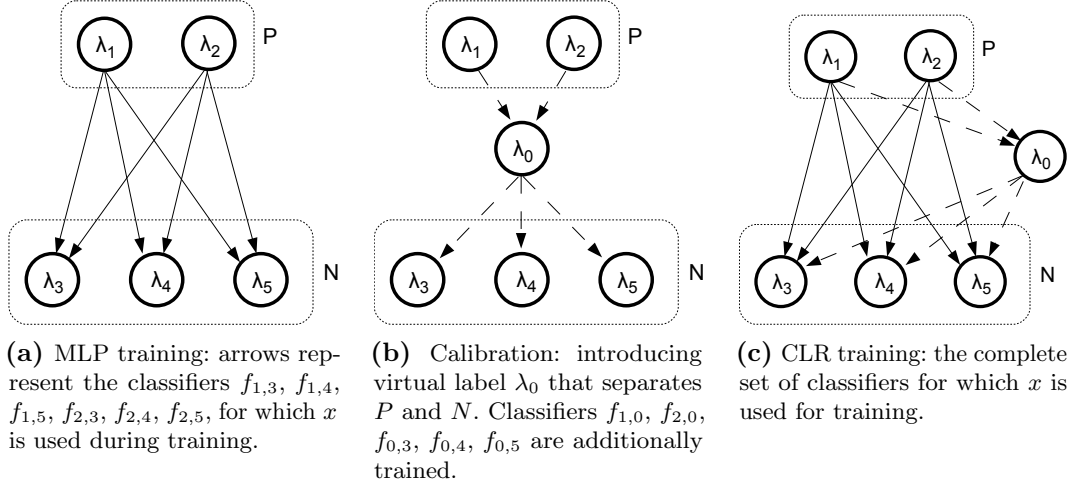 λ1 λ2 P
λ3 λ4 λ5 N
(a) MLP training: arrows rep-
resent the classifiers f1,3, f1,4,
f1,5, f2,3, f2,4, f2,5, for which x
is used during training.
λ1 λ2 P
λ0
λ3 λ4 λ5 N
(b) Calibration: introducing
virtual label λ0 that separates
P and N. Classifiers f1,0, f2,0,
f0,3, f0,4, f0,5 are additionally
trained.
λ1 λ2 P
λ0
λ3 λ4 λ5 N
(c) CLR training: the complete
set of classifiers for which x is
used for training.